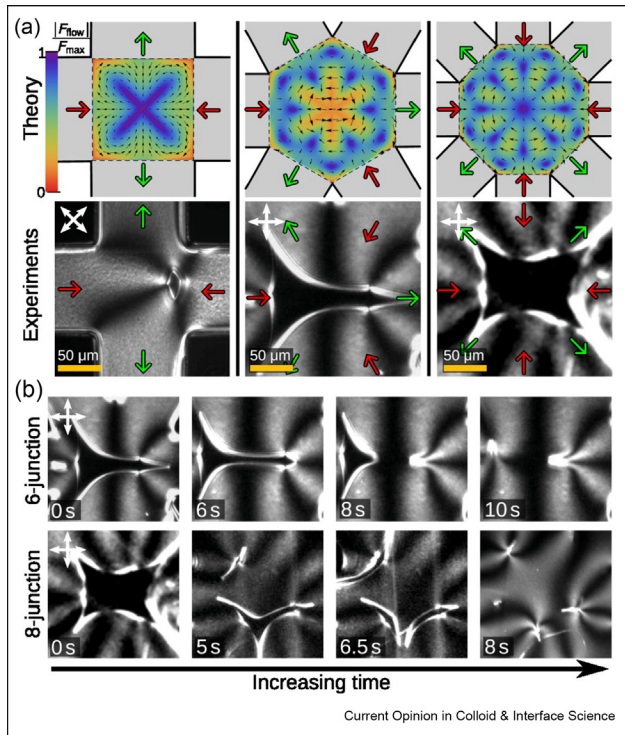 (a)
|F_flow|
F_max
1
0
Theory
Experiments
50 µm
50 µm
50 µm
(b)
6-junction
0 s
6 s
8 s
10 s
8-junction
0 s
5 s
6.5 s
8 s
Increasing time
Current Opinion in Colloid & Interface Science